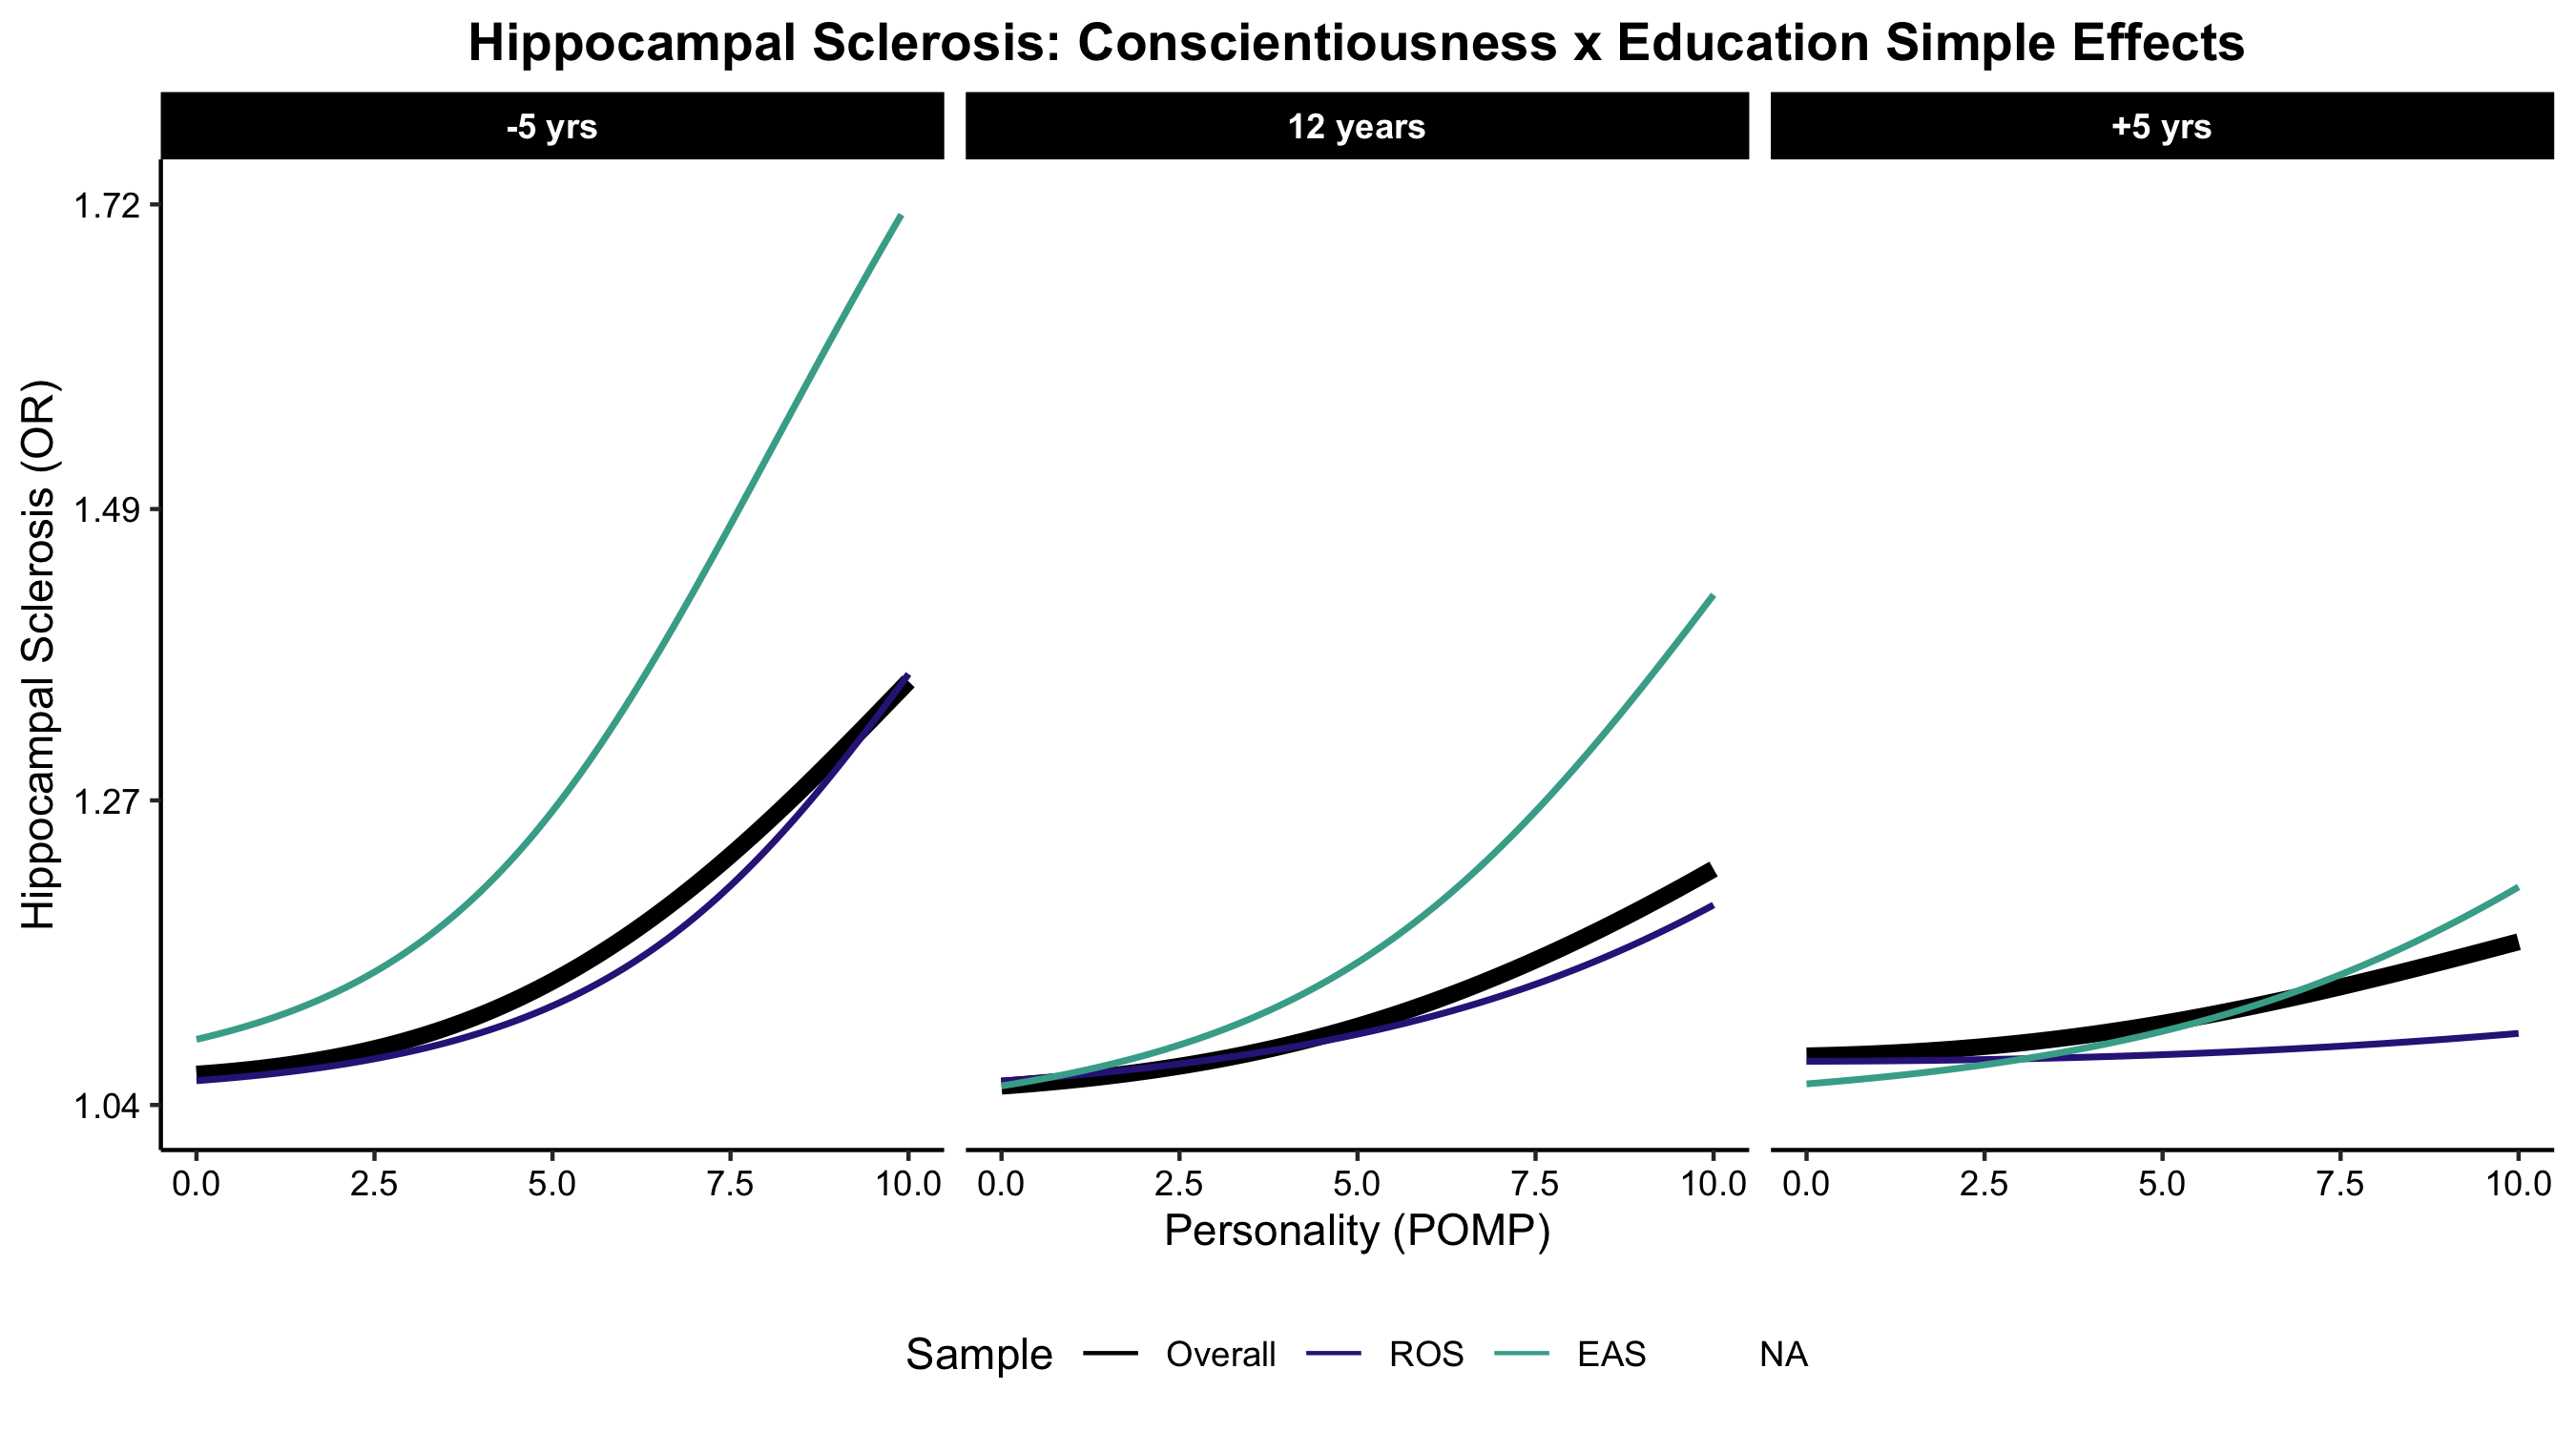 Hippocampal Sclerosis: Conscientiousness x Education Simple Effects
-5 yrs
12 years
+5 yrs
Hippocampal Sclerosis (OR)
1.72
1.49
1.27
1.04
0.0 2.5 5.0 7.5 10.0
0.0 2.5 5.0 7.5 10.0
0.0 2.5 5.0 7.5 10.0
Personality (POMP)
Sample Overall ROS EAS NA